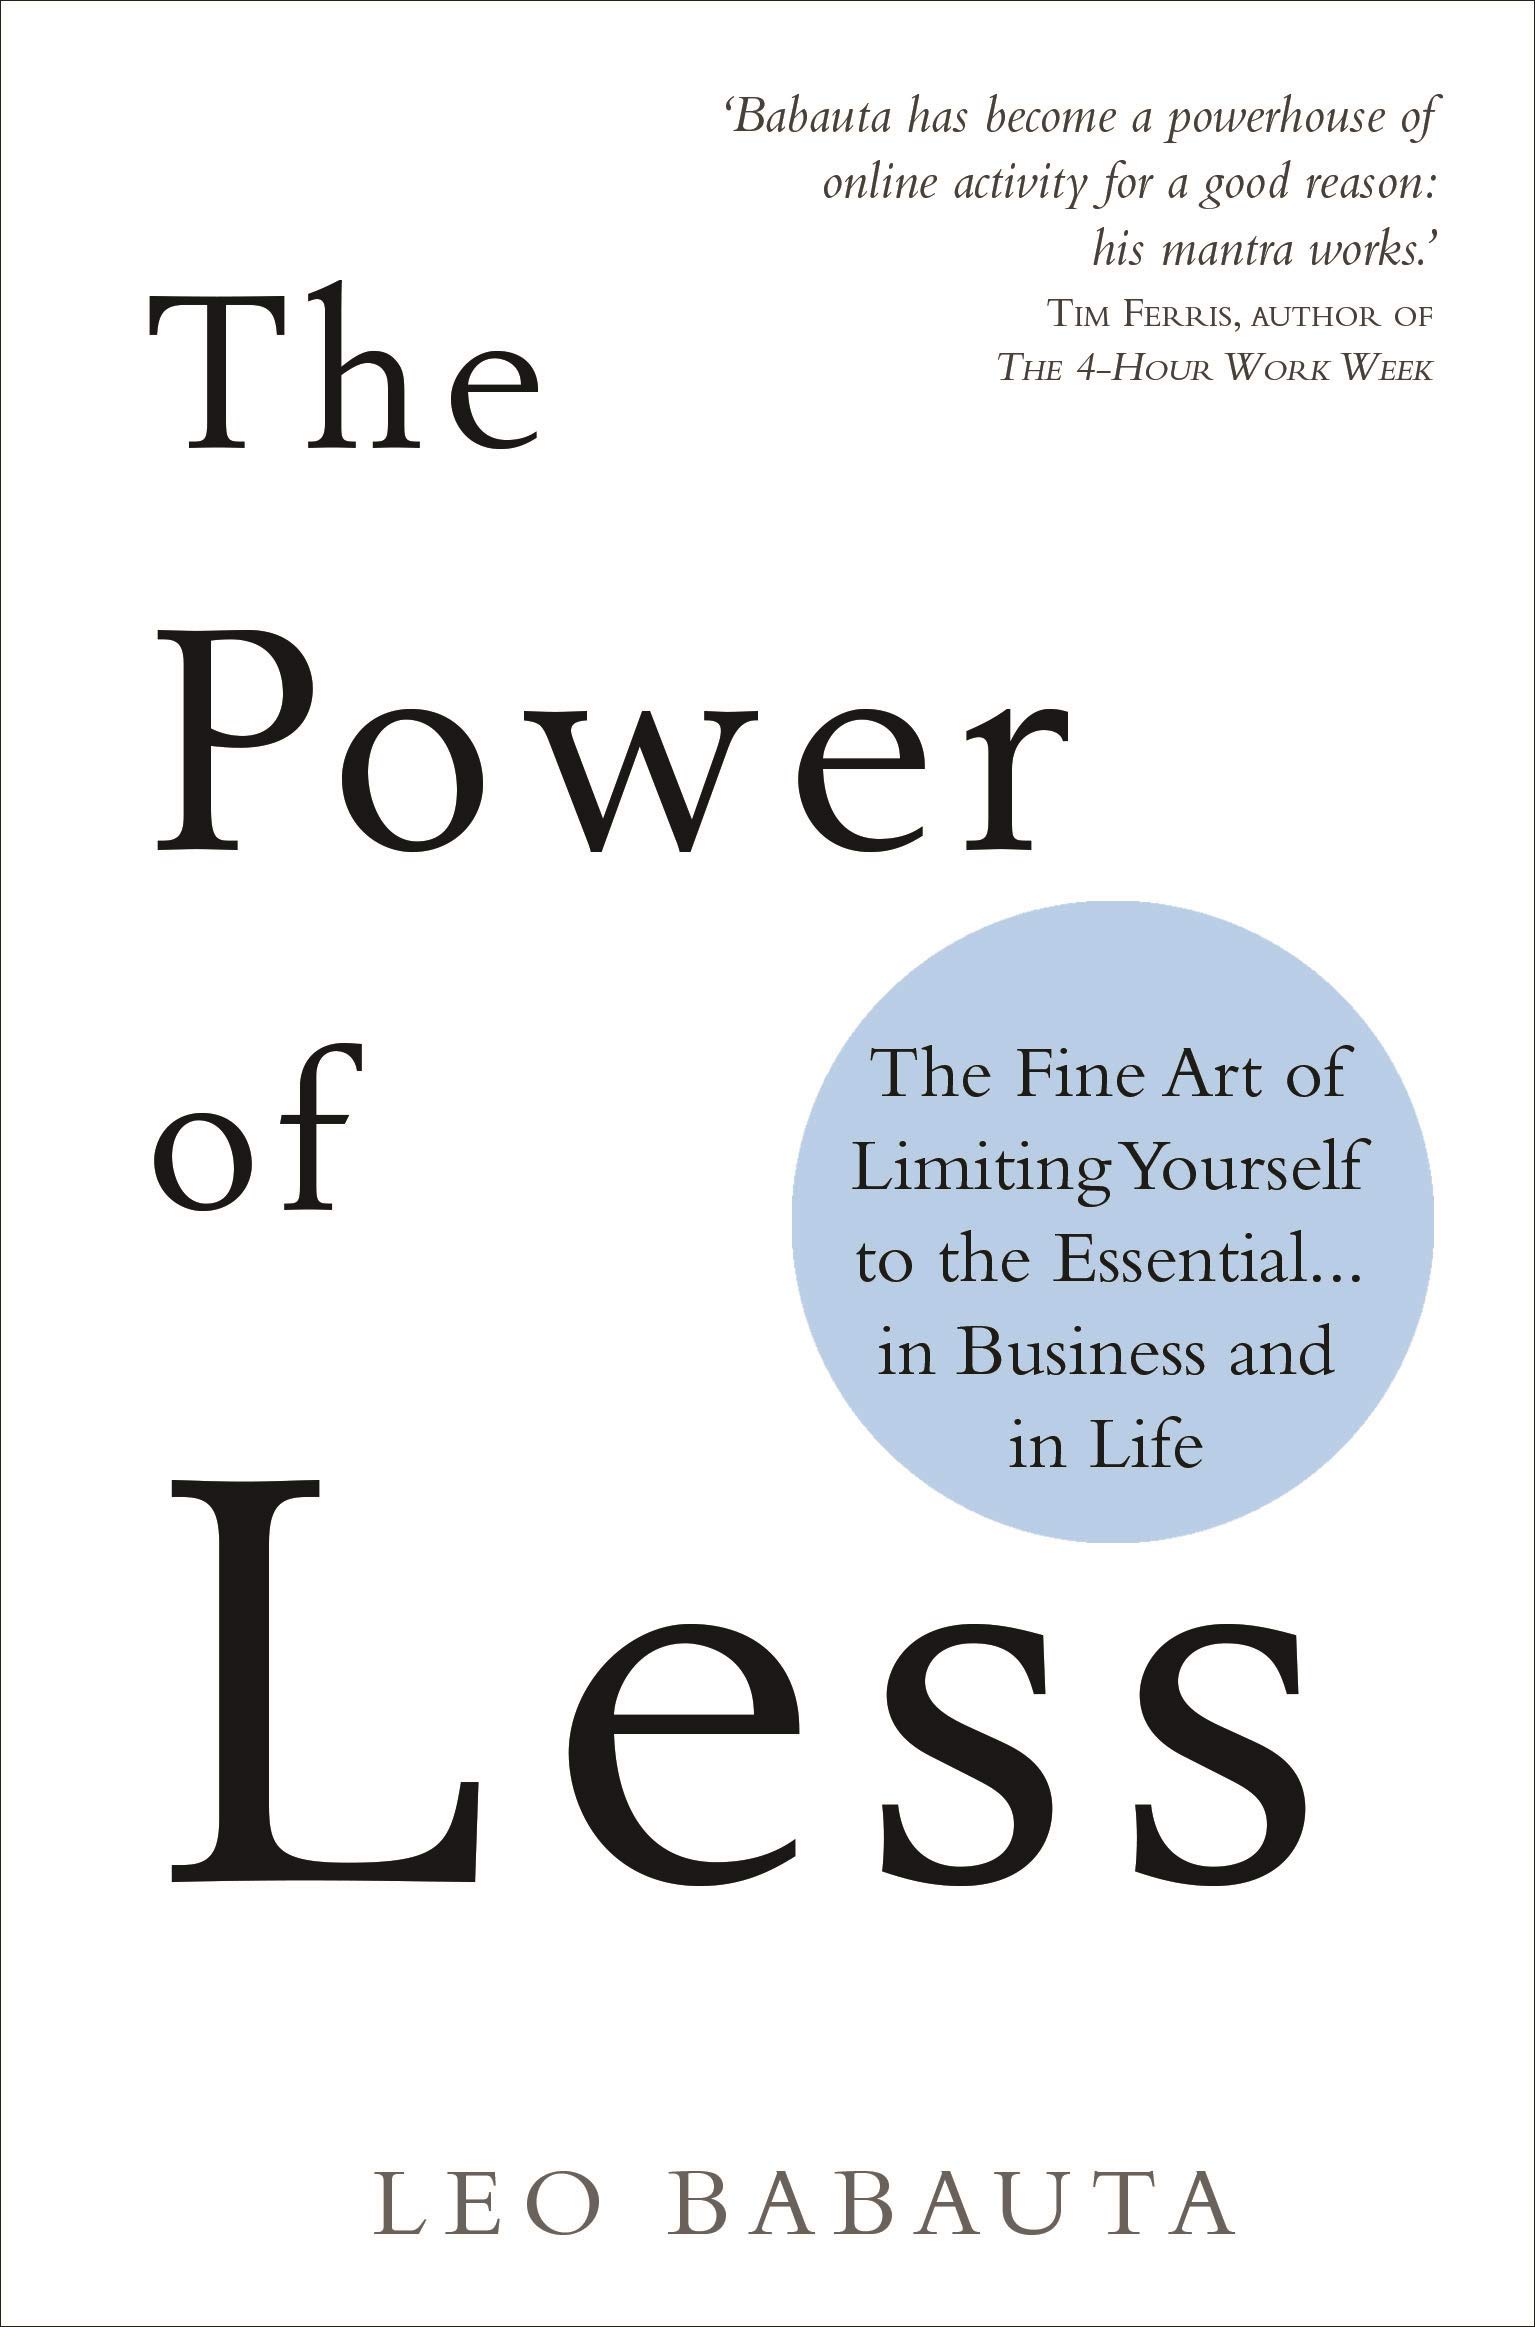 ‘Babauta has become a powerhouse of
online activity for a good reason:
his mantra works.’
Tim Ferris, author of
The 4-Hour Work Week
The
Power
of
The Fine Art of
Limiting Yourself
to the Essential...
in Business and
in Life
Less
LEO BABAUTA